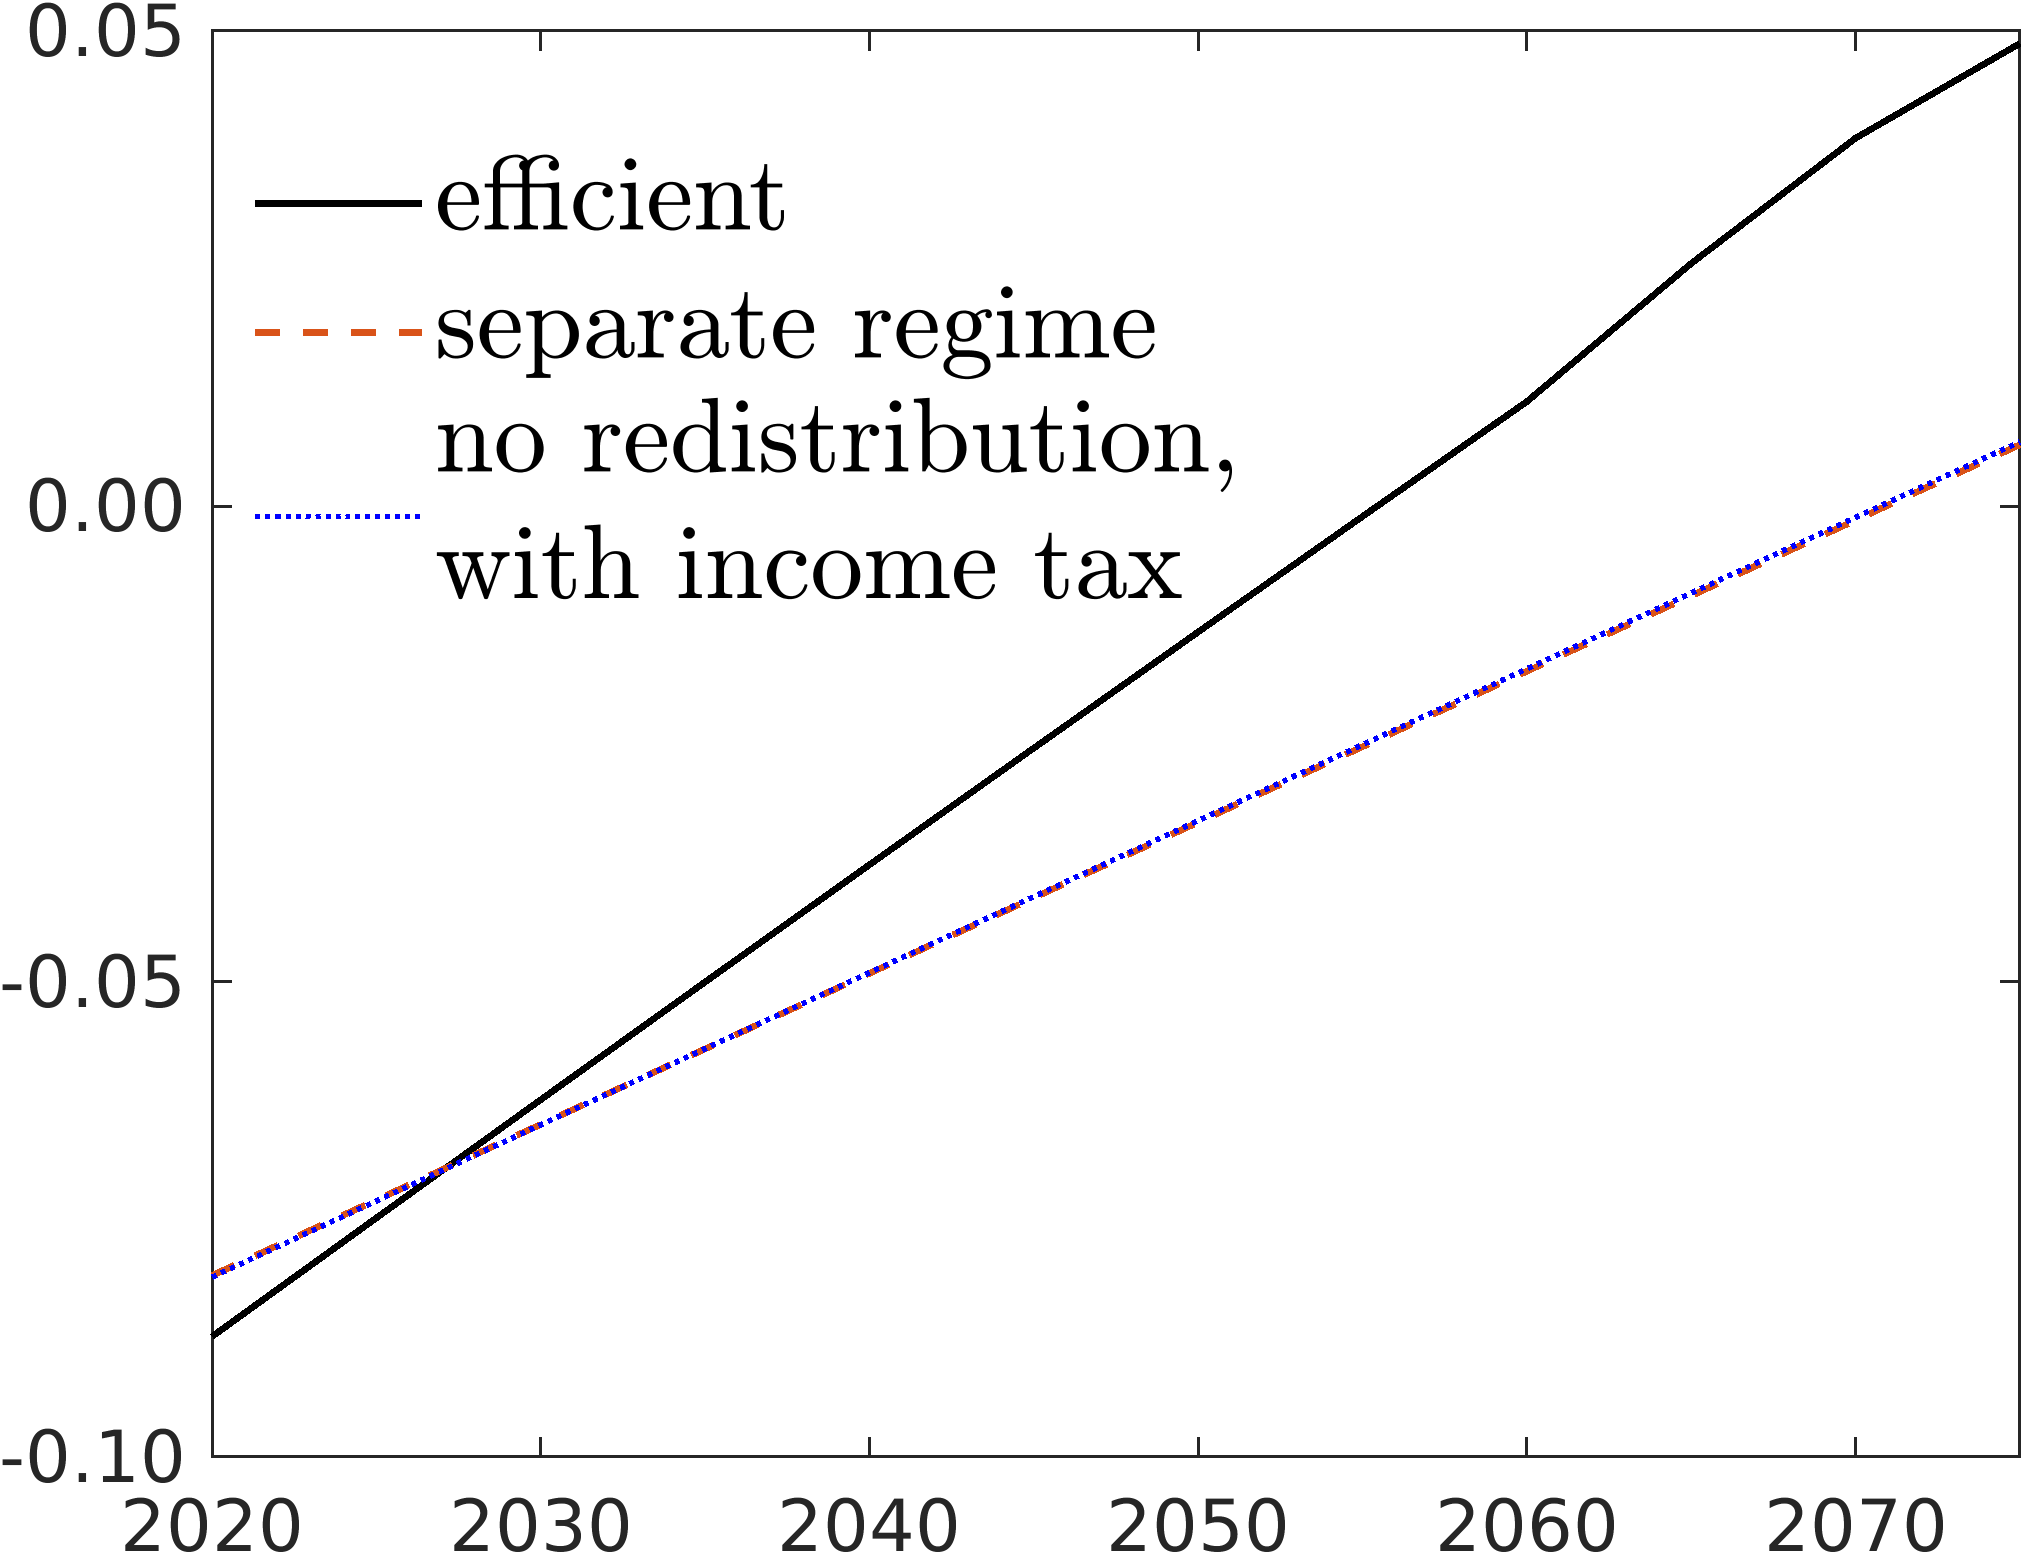 0.05
efficient
separate regime
no redistribution,
0.00
with income tax
-0.05
-0.10
2020 2030 2040 2050 2060 2070